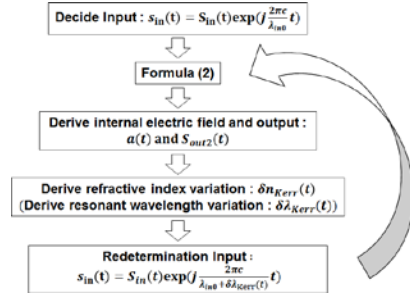 Decide Input : s_in(t) = S_in(t)exp(j 2πc/λ_in0 t)
Formula (2)
Derive internal electric field and output :
a(t) and S_out2(t)
Derive refractive index variation : δn_Kerr(t)
(Derive resonant wavelength variation : δλ_Kerr(t))
Redetermination Input :
s_in(t) = S_in(t)exp(j 2πc/λ_in0+δλ_Kerr(t) t)